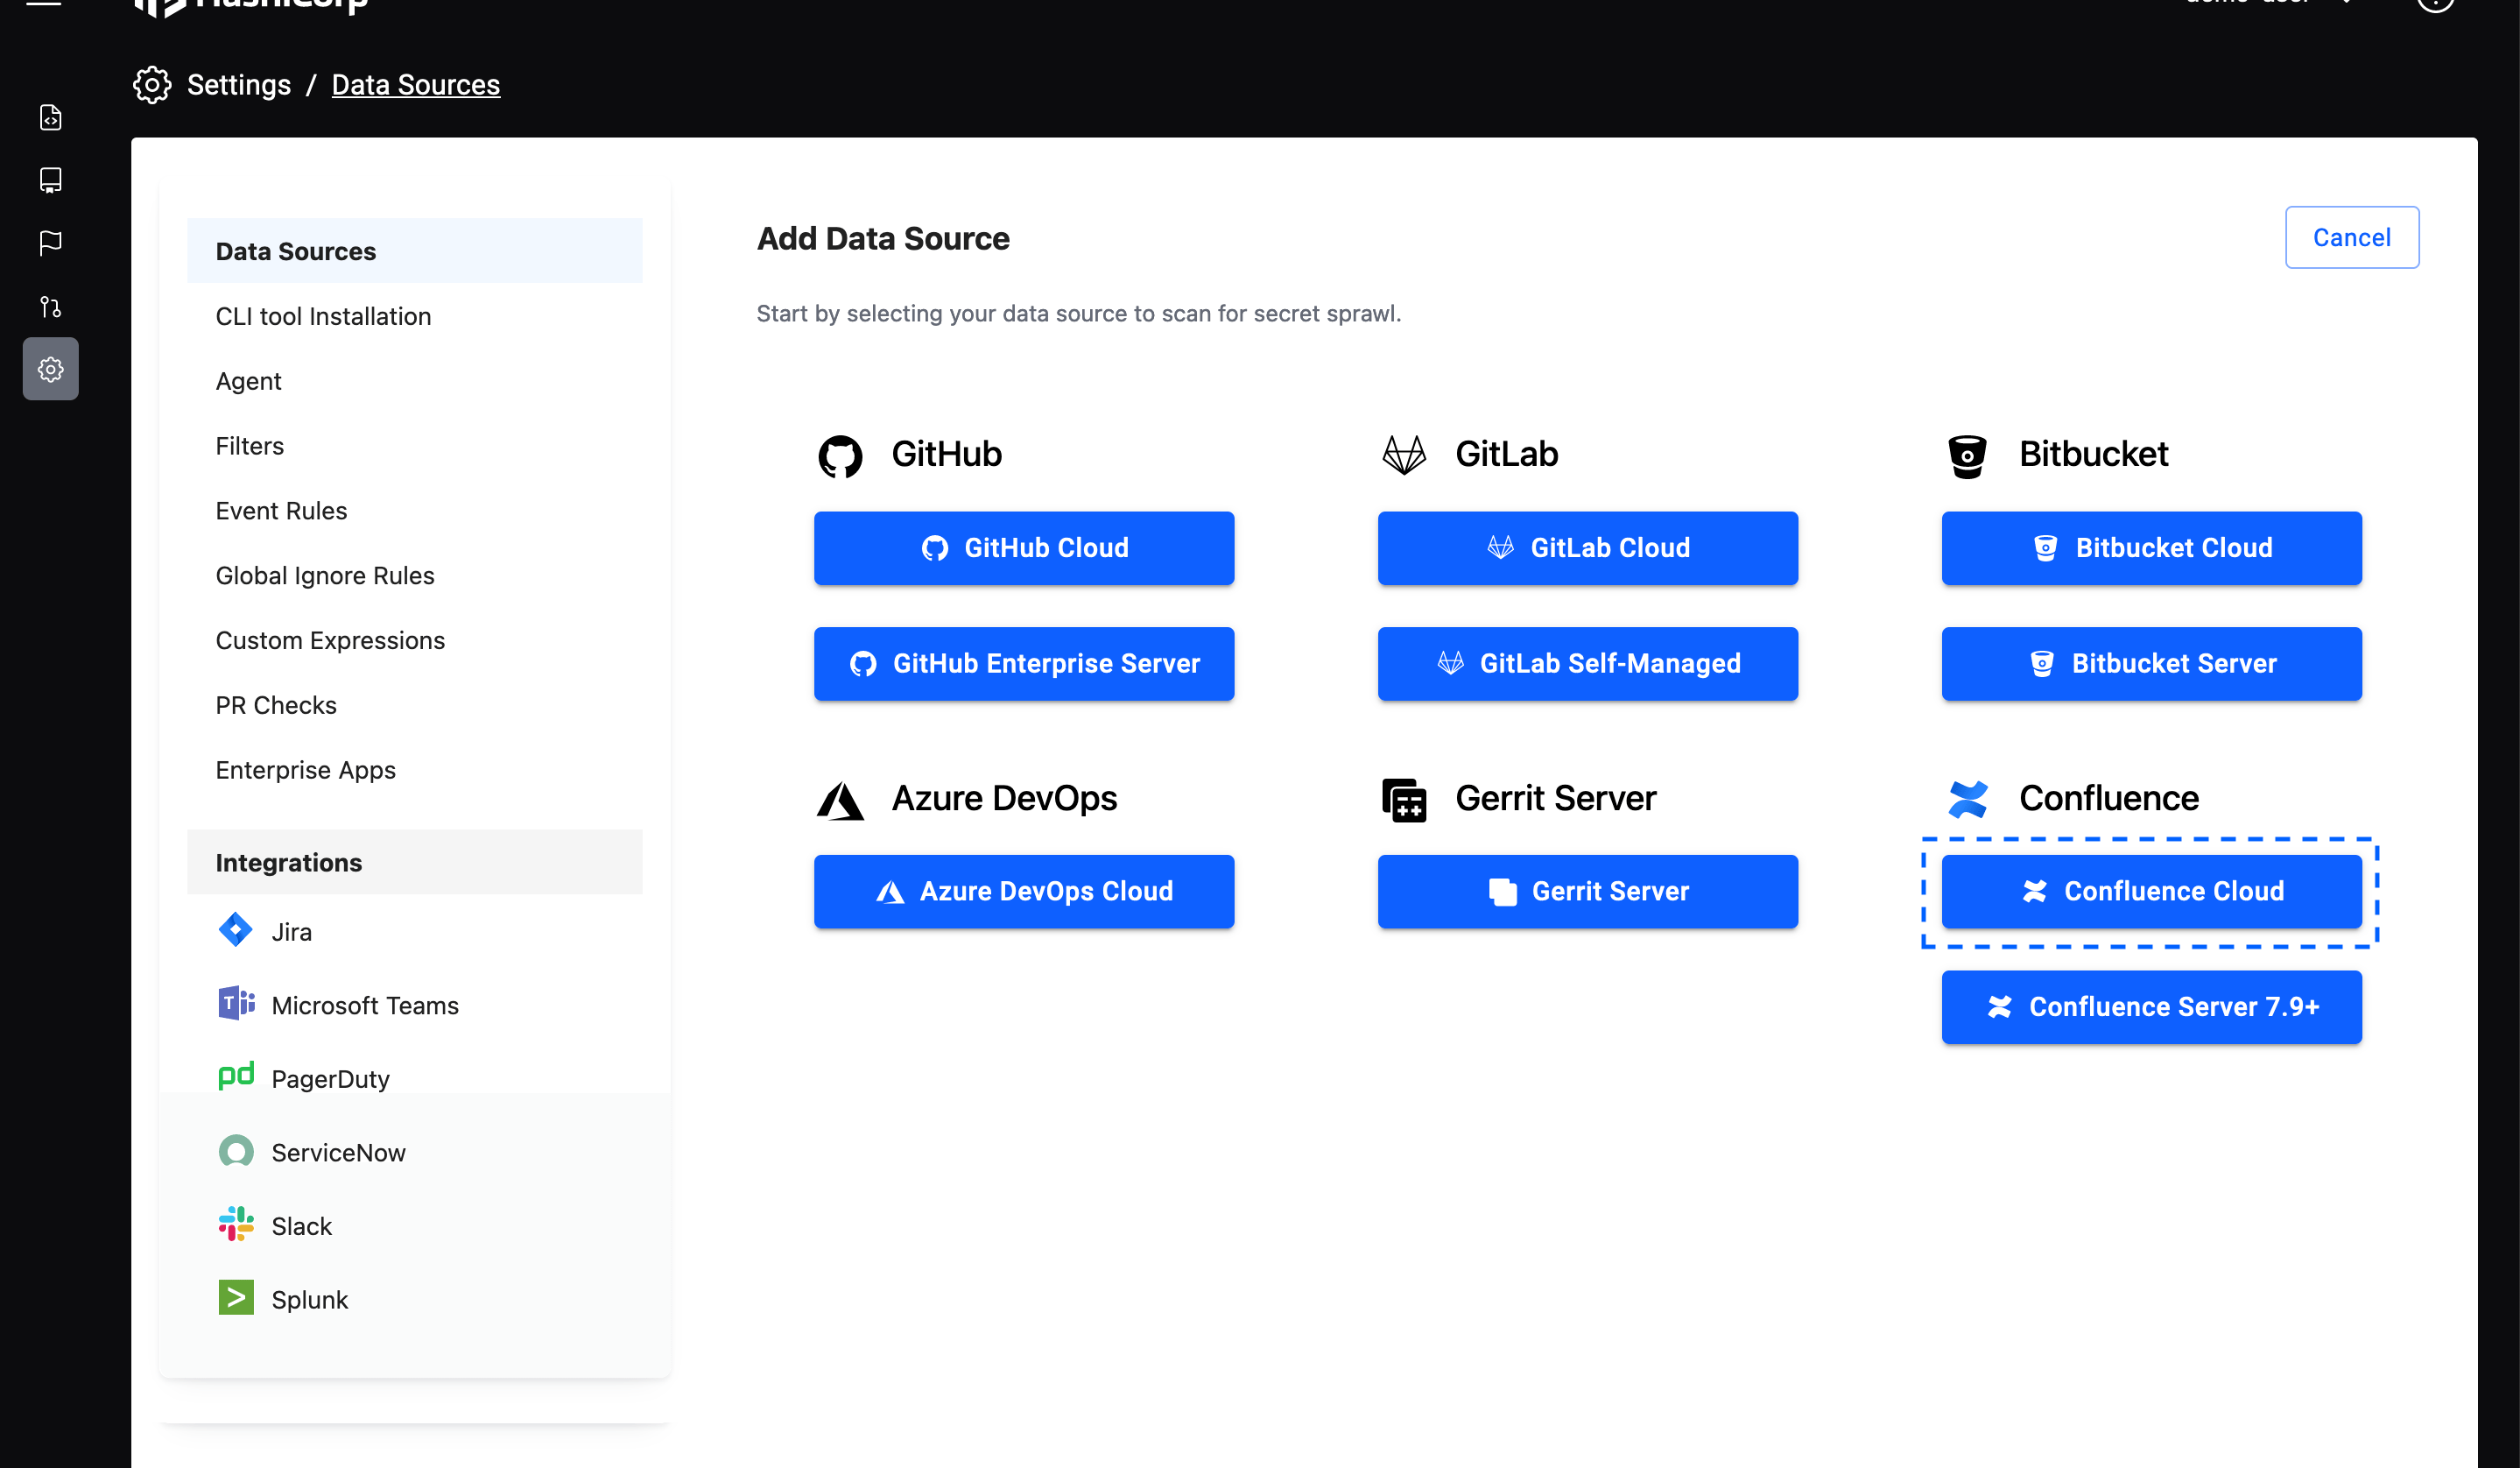 HashiCorp
Settings / Data Sources
Data Sources
CLI tool Installation
Agent
Filters
Event Rules
Global Ignore Rules
Custom Expressions
PR Checks
Enterprise Apps
Integrations
Jira
Microsoft Teams
PagerDuty
ServiceNow
Slack
Splunk
Add Data Source
Cancel
Start by selecting your data source to scan for secret sprawl.
GitHub
GitHub Cloud
GitHub Enterprise Server
GitLab
GitLab Cloud
GitLab Self-Managed
Bitbucket
Bitbucket Cloud
Bitbucket Server
Azure DevOps
Azure DevOps Cloud
Gerrit Server
Gerrit Server
Confluence
Confluence Cloud
Confluence Server 7.9+